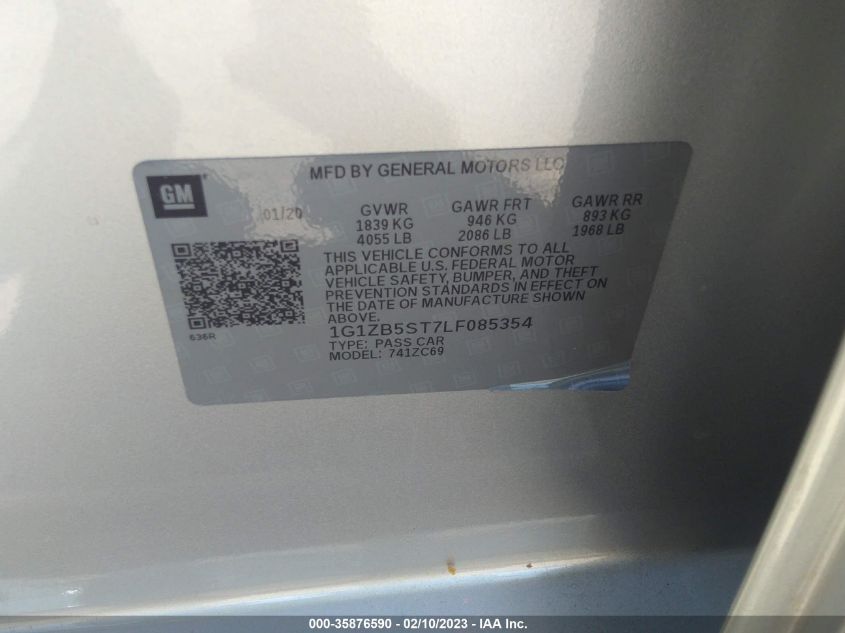 MFD BY GENERAL MOTORS LLC
GM
01/20
GVWR
1839 KG
4055 LB
GAWR FRT
946 KG
2086 LB
GAWR RR
893 KG
1968 LB
THIS VEHICLE CONFORMS TO ALL
APPLICABLE U.S. FEDERAL MOTOR
VEHICLE SAFETY, BUMPER, AND THEFT
PREVENTION STANDARDS IN EFFECT ON
THE DATE OF MANUFACTURE SHOWN
ABOVE.
1G1ZB5ST7LF085354
TYPE: PASS CAR
MODEL: 741ZC69
636R
000-35876590 — 02/10/2023 — IAA Inc.